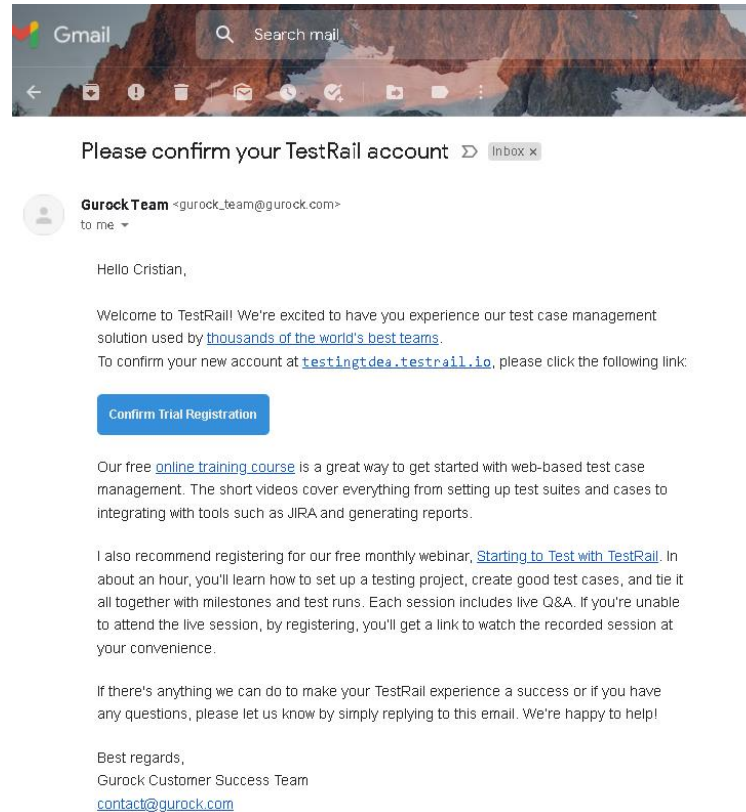 Gmail
Search mail
Please confirm your TestRail account
Inbox x
Gurock Team <gurock_team@gurock.com>
to me
Hello Cristian,
Welcome to TestRail! We're excited to have you experience our test case management
solution used by thousands of the world's best teams.
To confirm your new account at testingtdea.testrail.io, please click the following link:
Confirm Trial Registration
Our free online training course is a great way to get started with web-based test case
management. The short videos cover everything from setting up test suites and cases to
integrating with tools such as JIRA and generating reports.
I also recommend registering for our free monthly webinar, Starting to Test with TestRail. In
about an hour, you'll learn how to set up a testing project, create good test cases, and tie it
all together with milestones and test runs. Each session includes live Q&A. If you're unable
to attend the live session, by registering, you'll get a link to watch the recorded session at
your convenience.
If there's anything we can do to make your TestRail experience a success or if you have
any questions, please let us know by simply replying to this email. We're happy to help!
Best regards,
Gurock Customer Success Team
contact@gurock.com